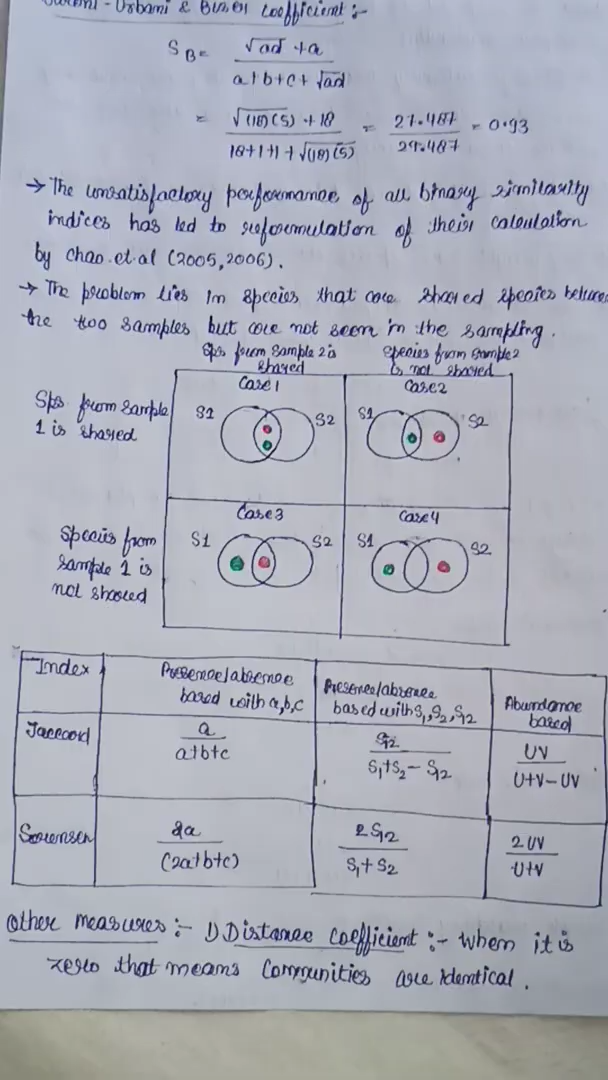 - Urbani & Buseri Coefficient :-
S B = √ad + a / a+b+c+√ad
= √(18)(5) + 18 / 18+1+1+√(18)(5) = 27.487 / 29.487 = 0.93
→ The unsatisfactory performance of all binary similarity
indices has led to reformulation of their calculation
by chao.et.al (2005,2006).
→ The problem lies in species that are shared species between
the two samples but are not seen in the sampling.
Sps from sample 2 is shared
species from sample 2 is not shared
Sps from sample 1 is shared
Case 1
S1 S2
Case 2
S1 S2
Species from sample 1 is not shared
Case 3
S1 S2
Case 4
S1 S2
Index | Presence/absence based with a,b,c | Presence/absence based with S1, S2, S12 | Abundance based
Jaccord | a / a+b+c | S12 / S1+S2-S12 | UV / U+V-UV
Sorensen | 2a / (2a+b+c) | 2 S12 / S1+S2 | 2UV / U+V
Other measures :- 1) Distance coefficient :- when it is
zero that means Communities are identical.